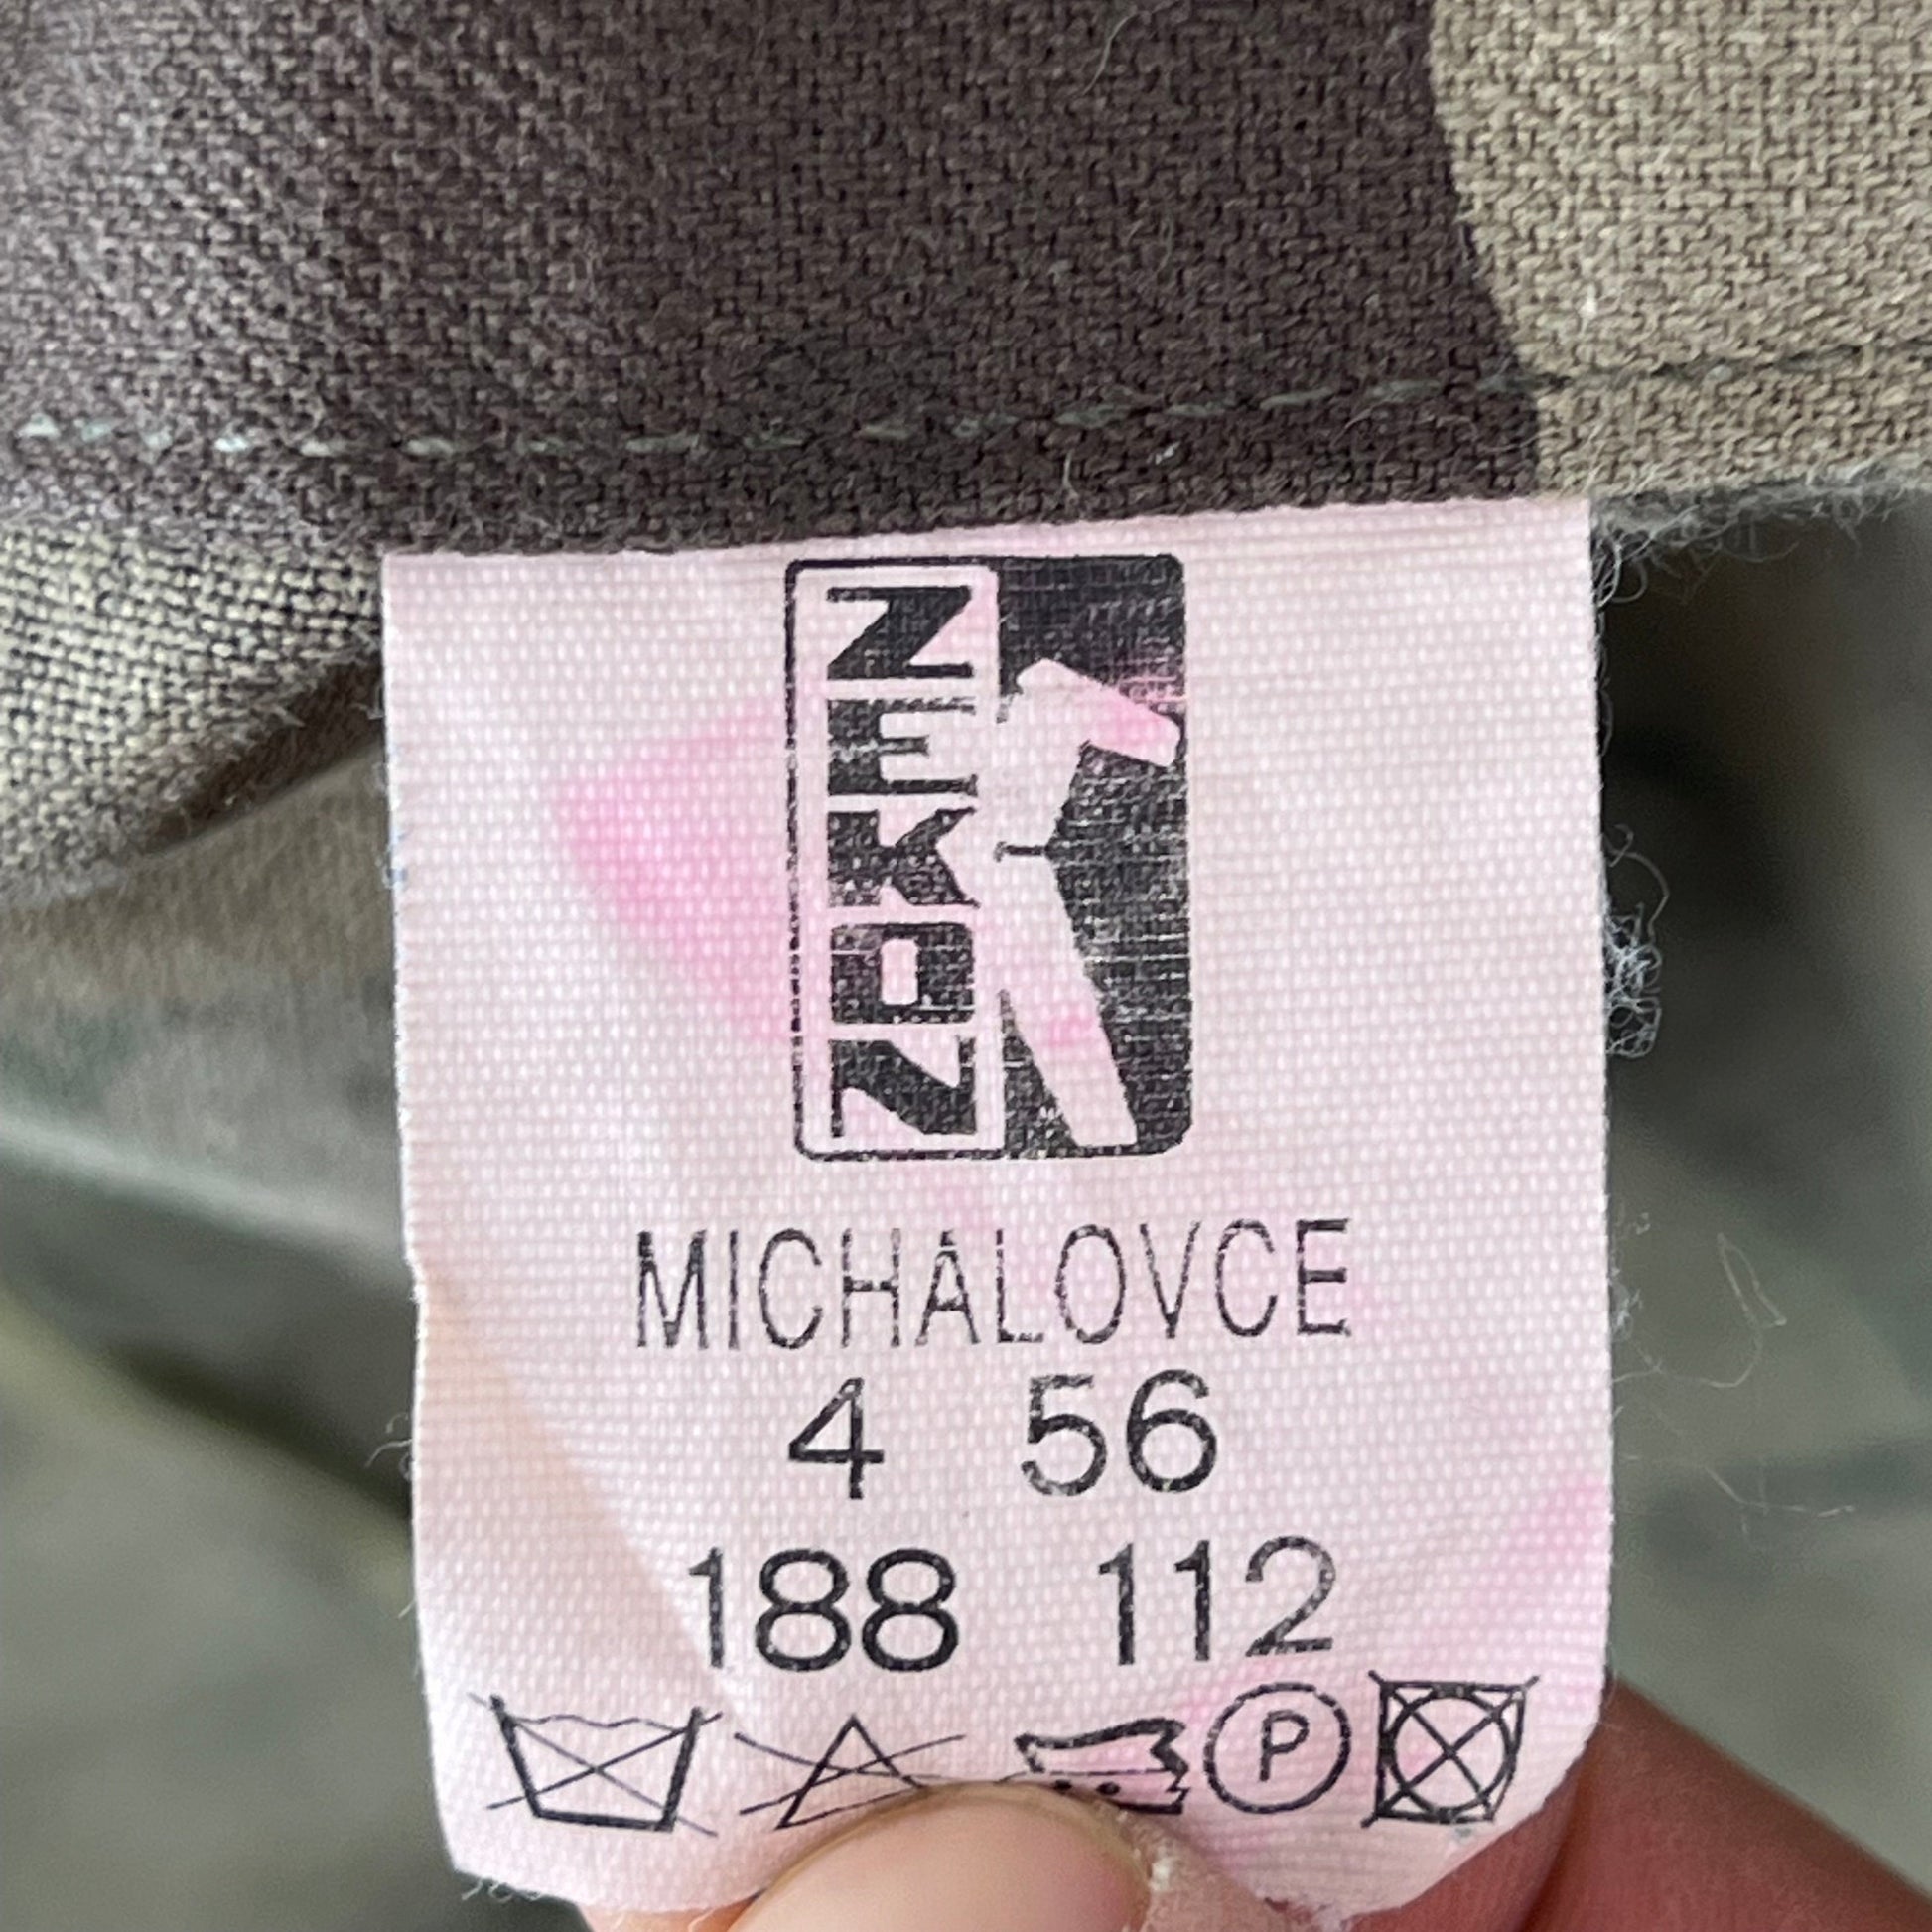 ZEKON
MICHALOVCE
4 56
188 112
P